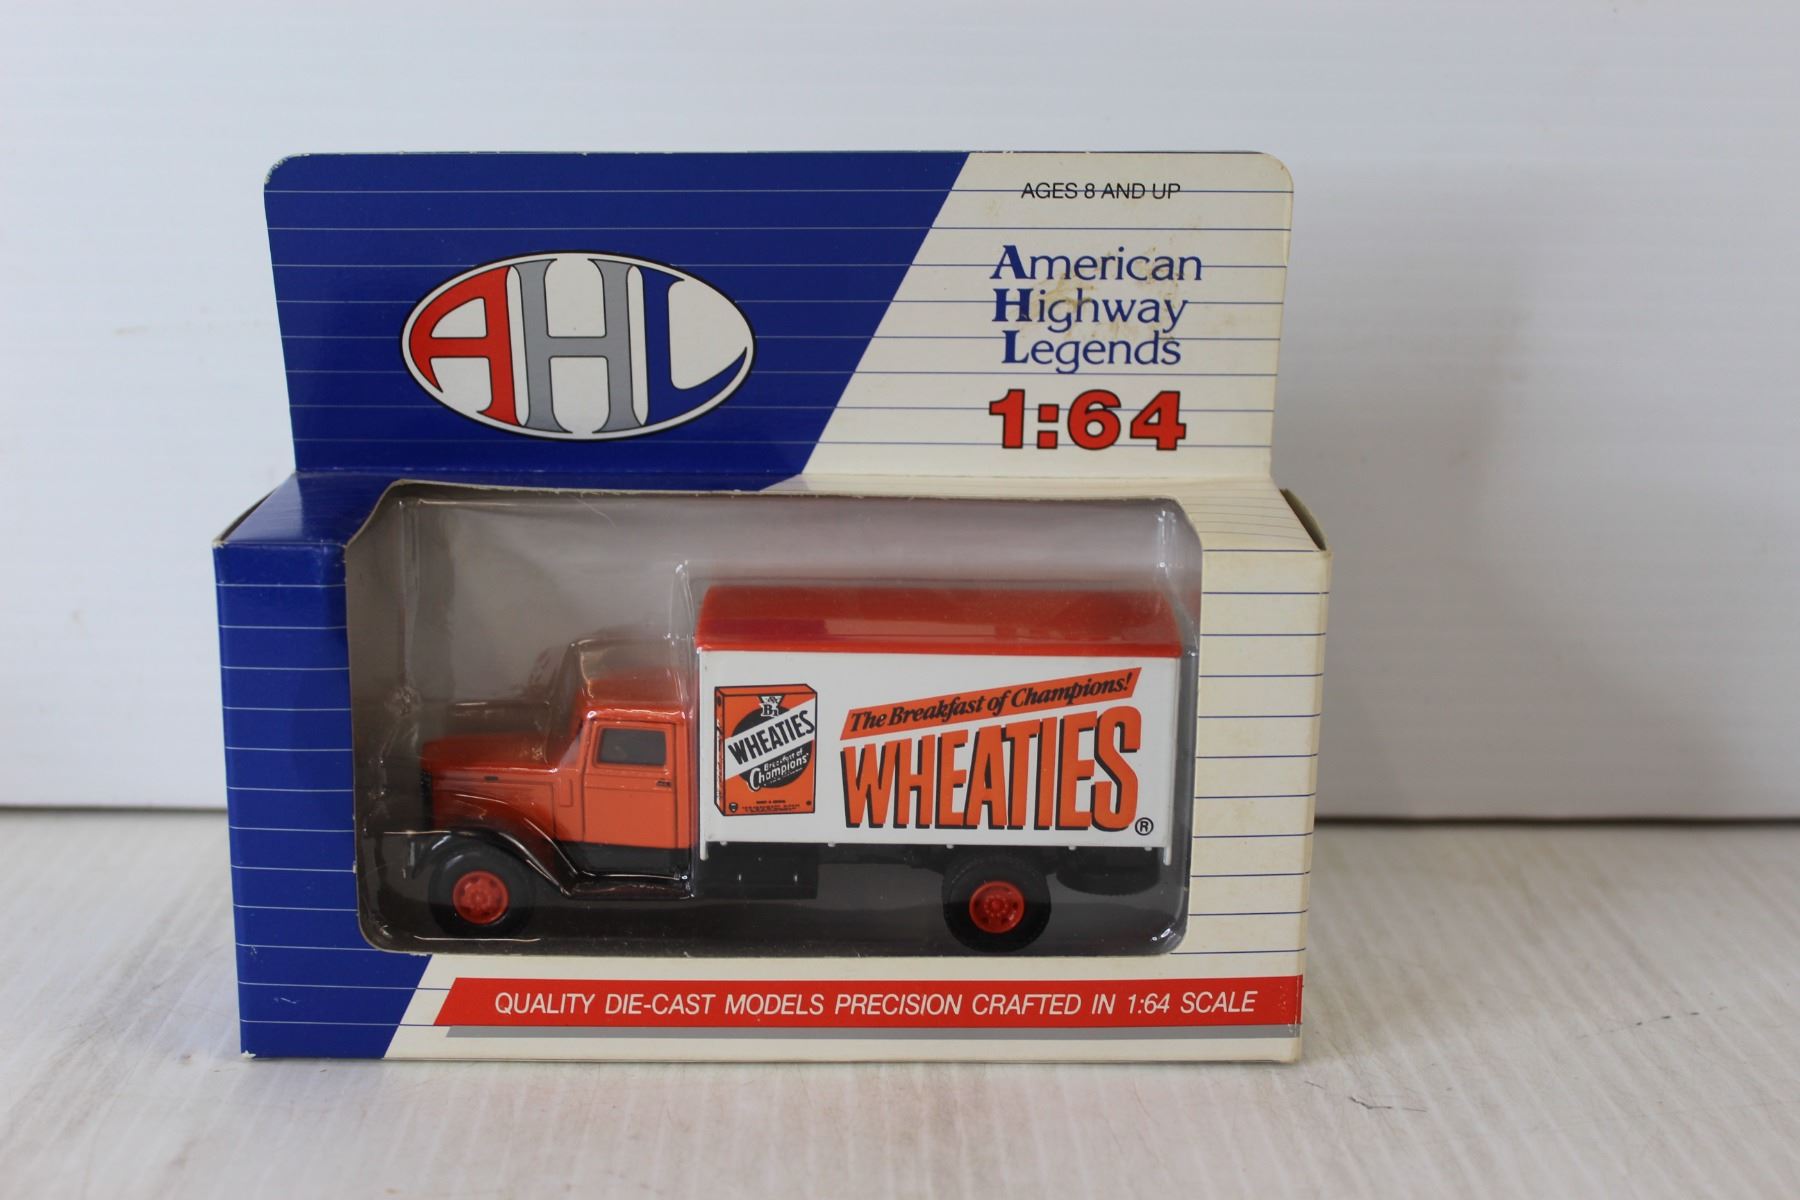 AGES 8 AND UP
AHL
American
Highway
Legends
1:64
The Breakfast of Champions!
WHEATIES®
WHEATIES
Breakfast of
Champions
QUALITY DIE-CAST MODELS PRECISION CRAFTED IN 1:64 SCALE